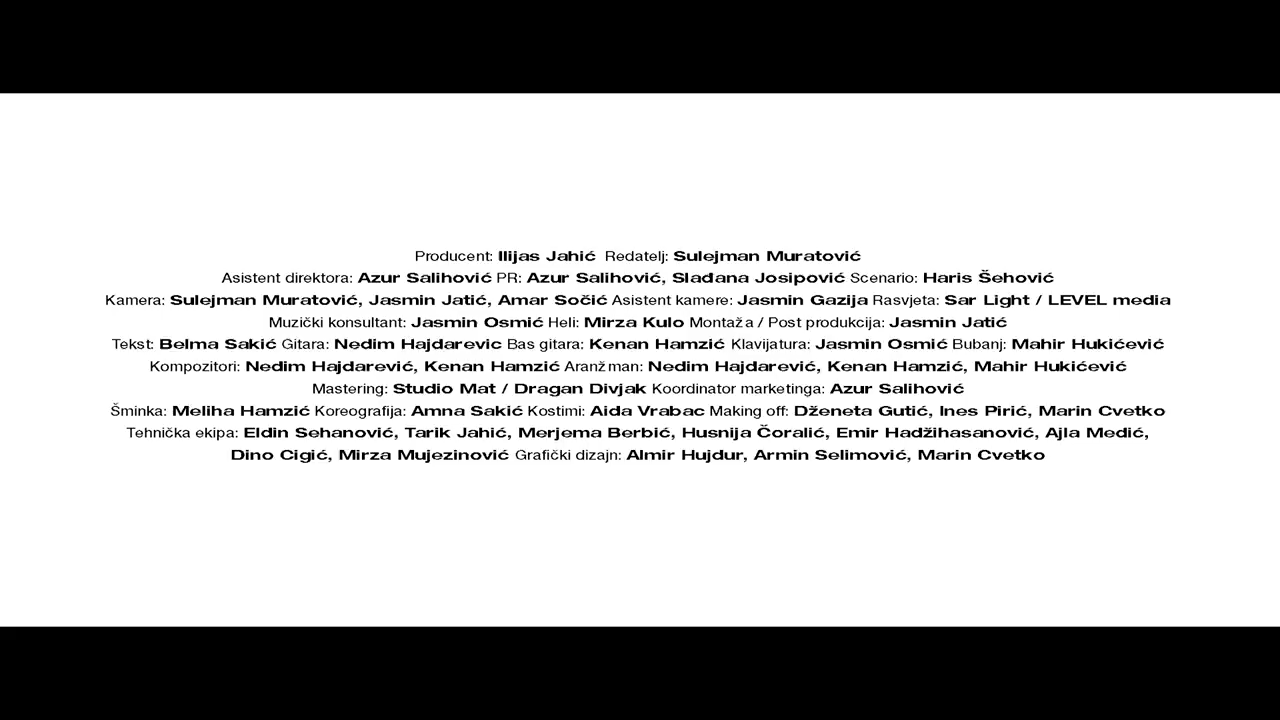 Producent: Ilijas Jahić Redatelj: Sulejman Muratović
Asistent direktora: Azur Salihović PR: Azur Salihović, Slađana Josipović Scenario: Haris Šehović
Kamera: Sulejman Muratović, Jasmin Jatić, Amar Sočić Asistent kamere: Jasmin Gazija Rasvjeta: Sar Light / LEVEL media
Muzički konsultant: Jasmin Osmić Heli: Mirza Kulo Montaža / Post produkcija: Jasmin Jatić
Tekst: Belma Sakić Gitara: Nedim Hajdarevic Bas gitara: Kenan Hamzić Klavijatura: Jasmin Osmić Bubanj: Mahir Hukićević
Kompozitori: Nedim Hajdarević, Kenan Hamzić Aranžman: Nedim Hajdarević, Kenan Hamzić, Mahir Hukićević
Mastering: Studio Mat / Dragan Divjak Koordinator marketinga: Azur Salihović
Šminka: Meliha Hamzić Koreografija: Amna Sakić Kostimi: Aida Vrabac Making off: Dženeta Gutić, Ines Pirić, Marin Cvetko
Tehnička ekipa: Eldin Sehanović, Tarik Jahić, Merjema Berbić, Husnija Čoralić, Emir Hadžihasanović, Ajla Medić,
Dino Cigić, Mirza Mujezinović Grafički dizajn: Almir Hujdur, Armin Selimović, Marin Cvetko